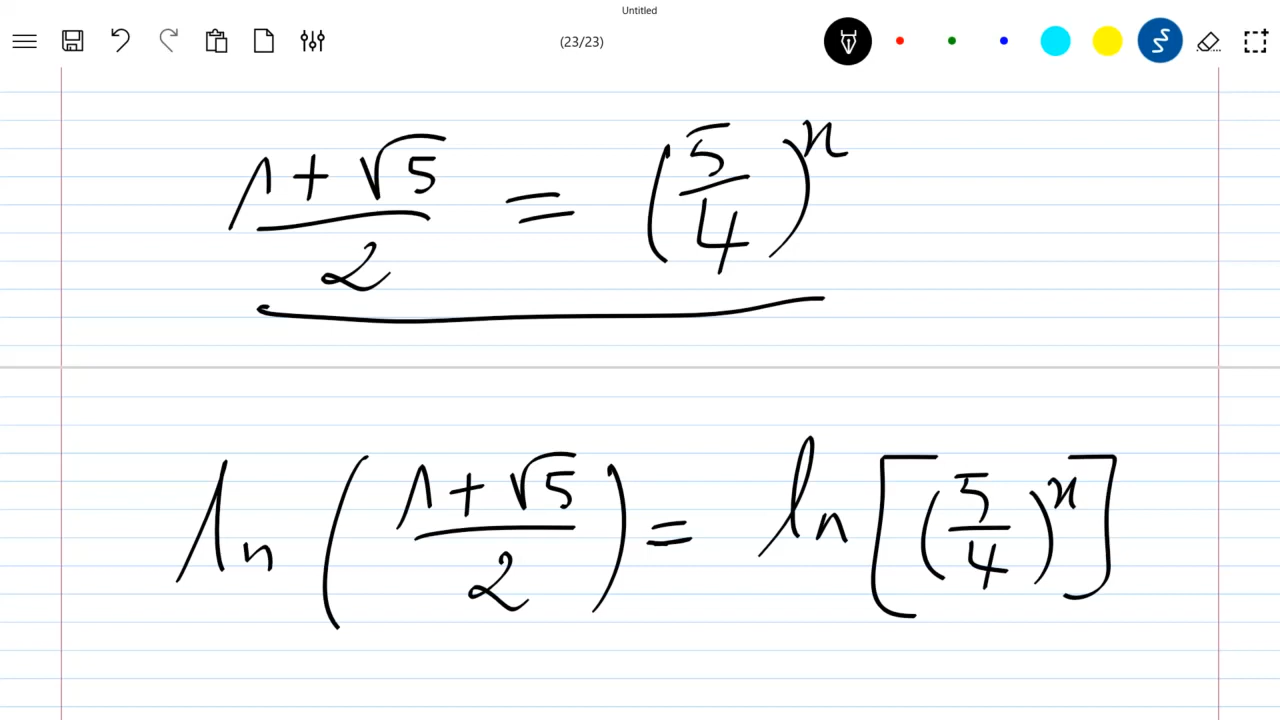 Untitled
(23/23)
(1 + √5)/2 = (5/4)^x
ln((1 + √5)/2) = ln[(5/4)^x]